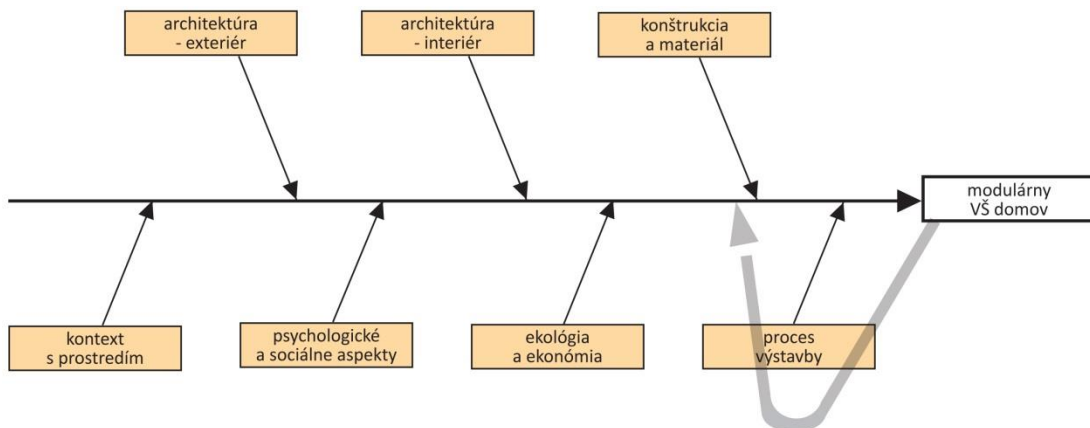 architektúra
- exteriér
architektúra
- interiér
konštrukcia
a materiál
modulárny
VŠ domov
kontext
s prostredím
psychologické
a sociálne aspekty
ekológia
a ekonómia
proces
výstavby